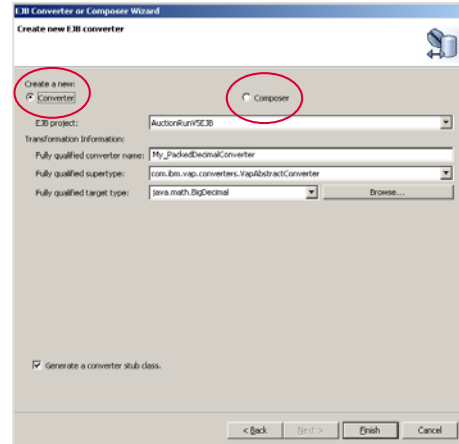 EJB Converter or Composer Wizard
Create new EJB converter
Create a new:
Converter
Composer
EJB project: AuctionRunV5EJB
Transformation Information:
Fully qualified converter name: My_PackedDecimalConverter
Fully qualified supertype: com.ibm.vap.converters.VapAbstractConverter
Fully qualified target type: java.math.BigDecimal Browse...
Generate a converter stub class.
< Back Next > Finish Cancel